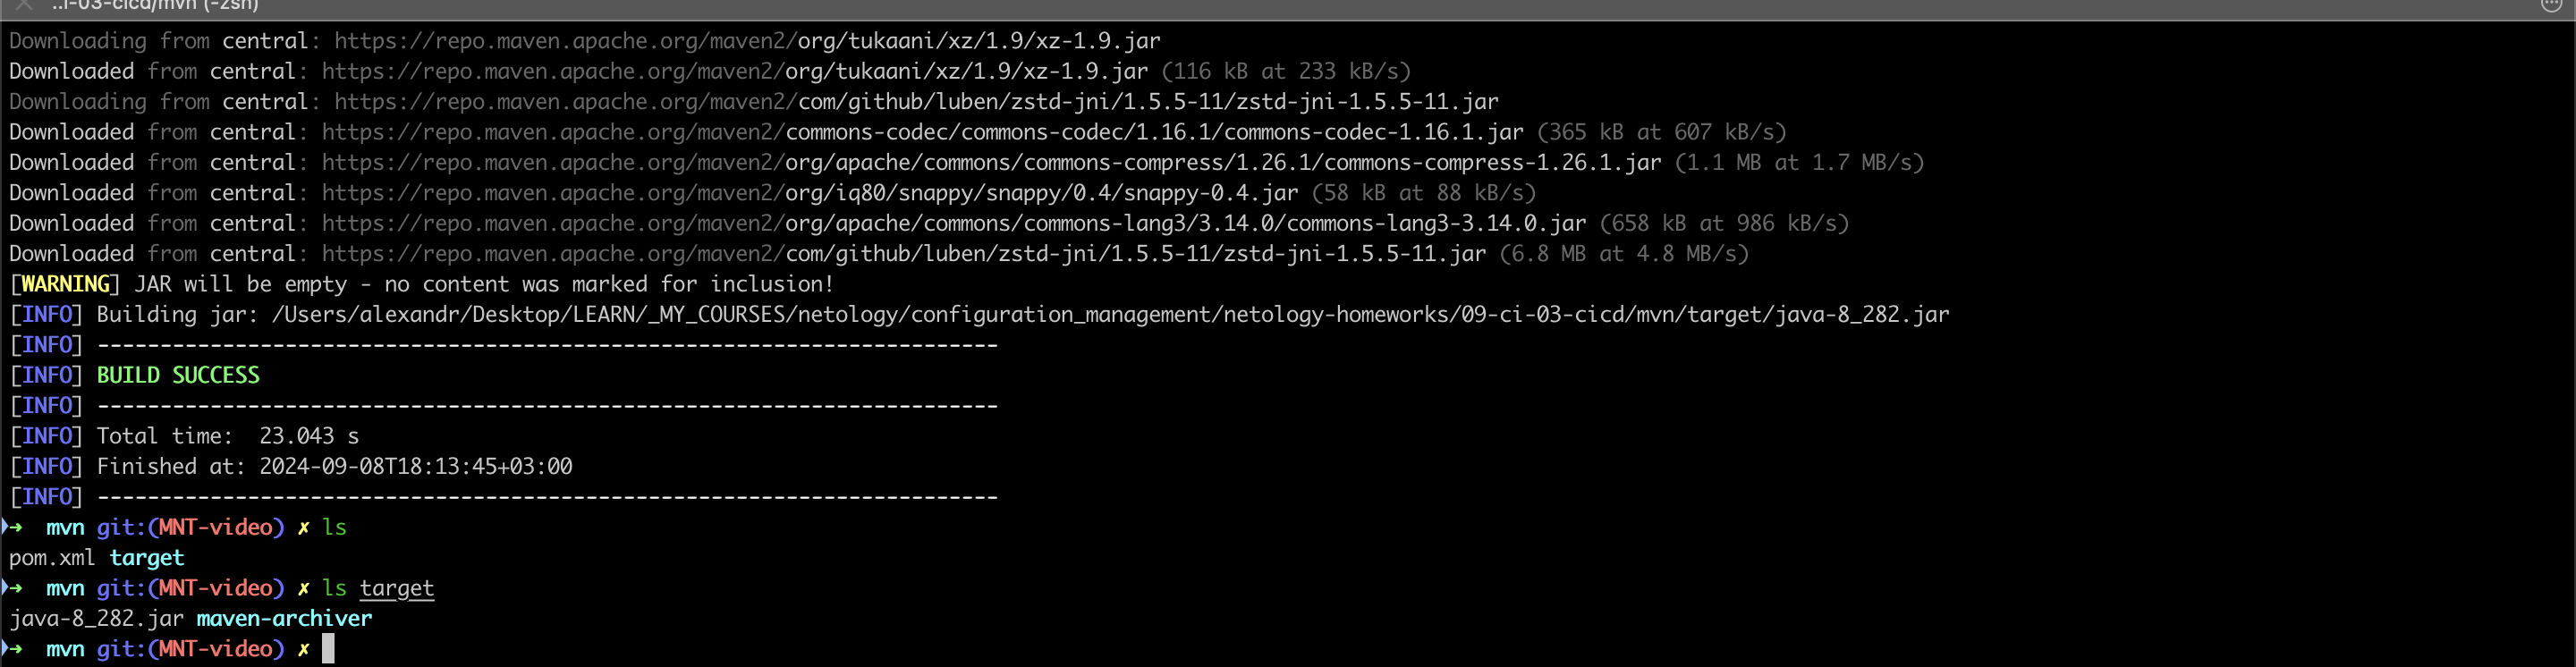 ..i-03-cicd/mvn (-zsh)
Downloading from central: https://repo.maven.apache.org/maven2/org/tukaani/xz/1.9/xz-1.9.jar
Downloaded from central: https://repo.maven.apache.org/maven2/org/tukaani/xz/1.9/xz-1.9.jar (116 kB at 233 kB/s)
Downloading from central: https://repo.maven.apache.org/maven2/com/github/luben/zstd-jni/1.5.5-11/zstd-jni-1.5.5-11.jar
Downloaded from central: https://repo.maven.apache.org/maven2/commons-codec/commons-codec/1.16.1/commons-codec-1.16.1.jar (365 kB at 607 kB/s)
Downloaded from central: https://repo.maven.apache.org/maven2/org/apache/commons/commons-compress/1.26.1/commons-compress-1.26.1.jar (1.1 MB at 1.7 MB/s)
Downloaded from central: https://repo.maven.apache.org/maven2/org/iq80/snappy/snappy/0.4/snappy-0.4.jar (58 kB at 88 kB/s)
Downloaded from central: https://repo.maven.apache.org/maven2/org/apache/commons/commons-lang3/3.14.0/commons-lang3-3.14.0.jar (658 kB at 986 kB/s)
Downloaded from central: https://repo.maven.apache.org/maven2/com/github/luben/zstd-jni/1.5.5-11/zstd-jni-1.5.5-11.jar (6.8 MB at 4.8 MB/s)
[WARNING] JAR will be empty - no content was marked for inclusion!
[INFO] Building jar: /Users/alexandr/Desktop/LEARN/_MY_COURSES/netology/configuration_management/netology-homeworks/09-ci-03-cicd/mvn/target/java-8_282.jar
[INFO] ------------------------------------------------------------------------
[INFO] BUILD SUCCESS
[INFO] ------------------------------------------------------------------------
[INFO] Total time:  23.043 s
[INFO] Finished at: 2024-09-08T18:13:45+03:00
[INFO] ------------------------------------------------------------------------
➜  mvn git:(MNT-video) ✗ ls
pom.xml target
➜  mvn git:(MNT-video) ✗ ls target
java-8_282.jar maven-archiver
➜  mvn git:(MNT-video) ✗